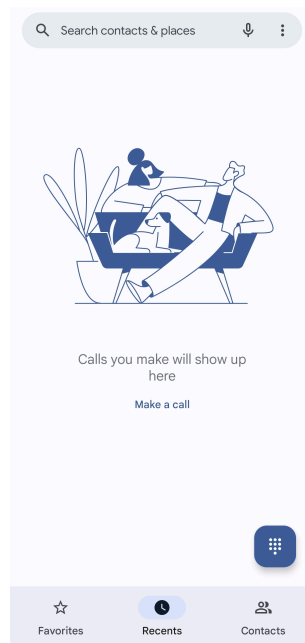 Search contacts & places
Calls you make will show up
here
Make a call
Favorites
Recents
Contacts